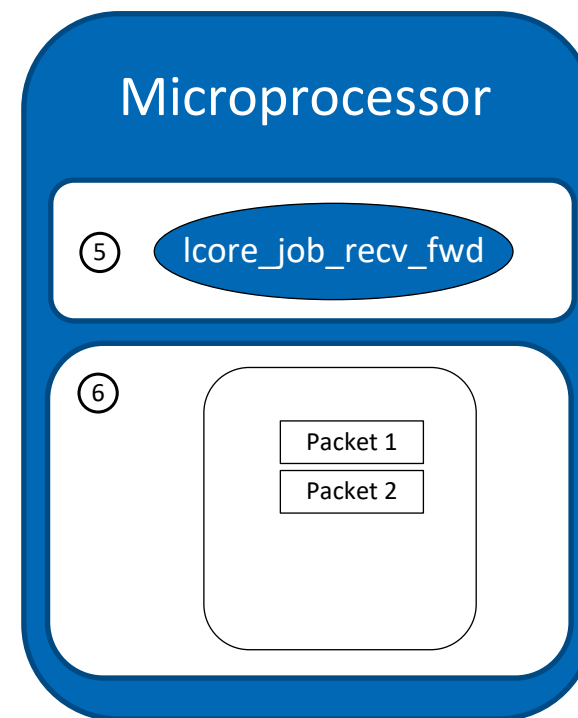 Microprocessor
5
lcore_job_recv_fwd
6
Packet 1
Packet 2